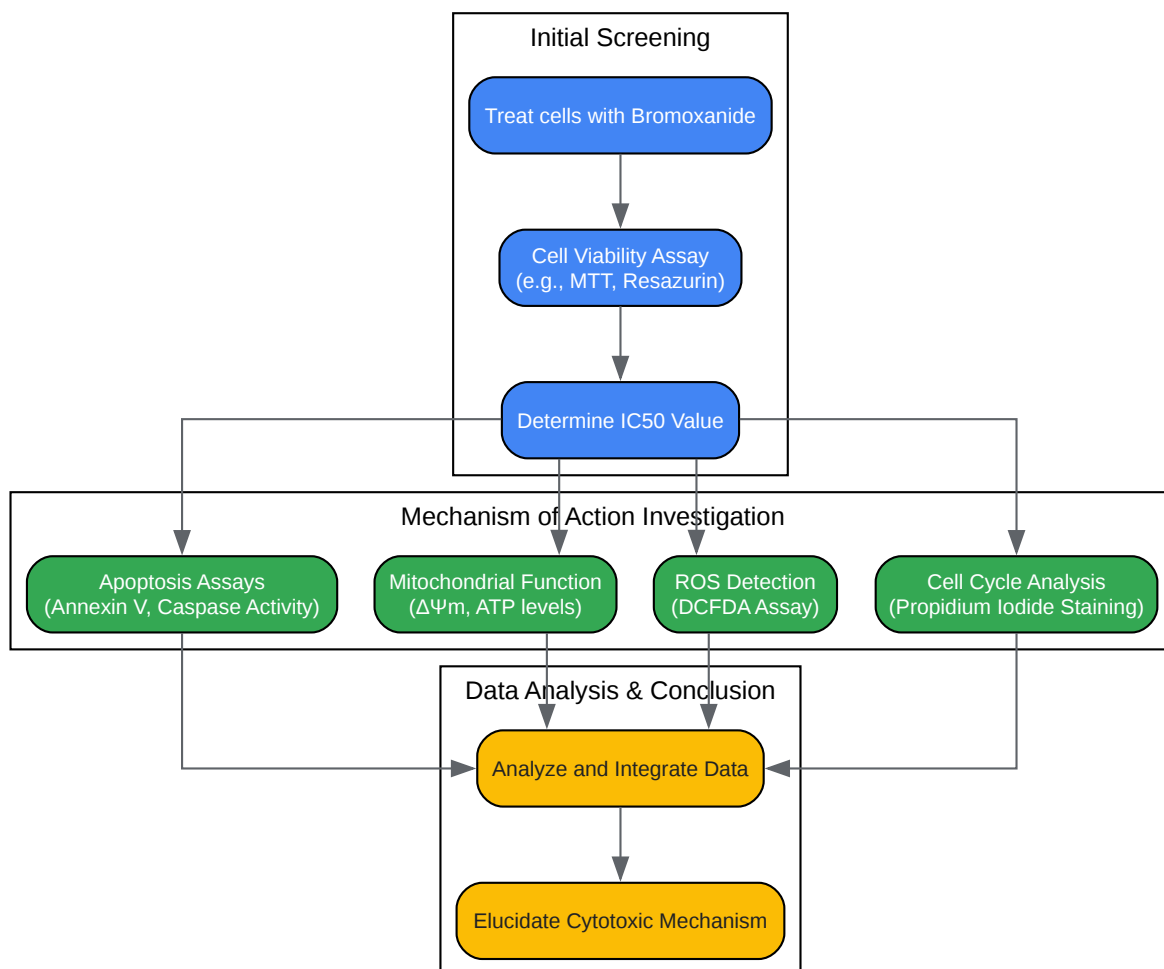 Initial Screening
Treat cells with Bromoxanide
Cell Viability Assay
(e.g., MTT, Resazurin)
Determine IC50 Value
Mechanism of Action Investigation
Apoptosis Assays
(Annexin V, Caspase Activity)
Mitochondrial Function
(ΔΨm, ATP levels)
ROS Detection
(DCFDA Assay)
Cell Cycle Analysis
(Propidium Iodide Staining)
Data Analysis & Conclusion
Analyze and Integrate Data
Elucidate Cytotoxic Mechanism